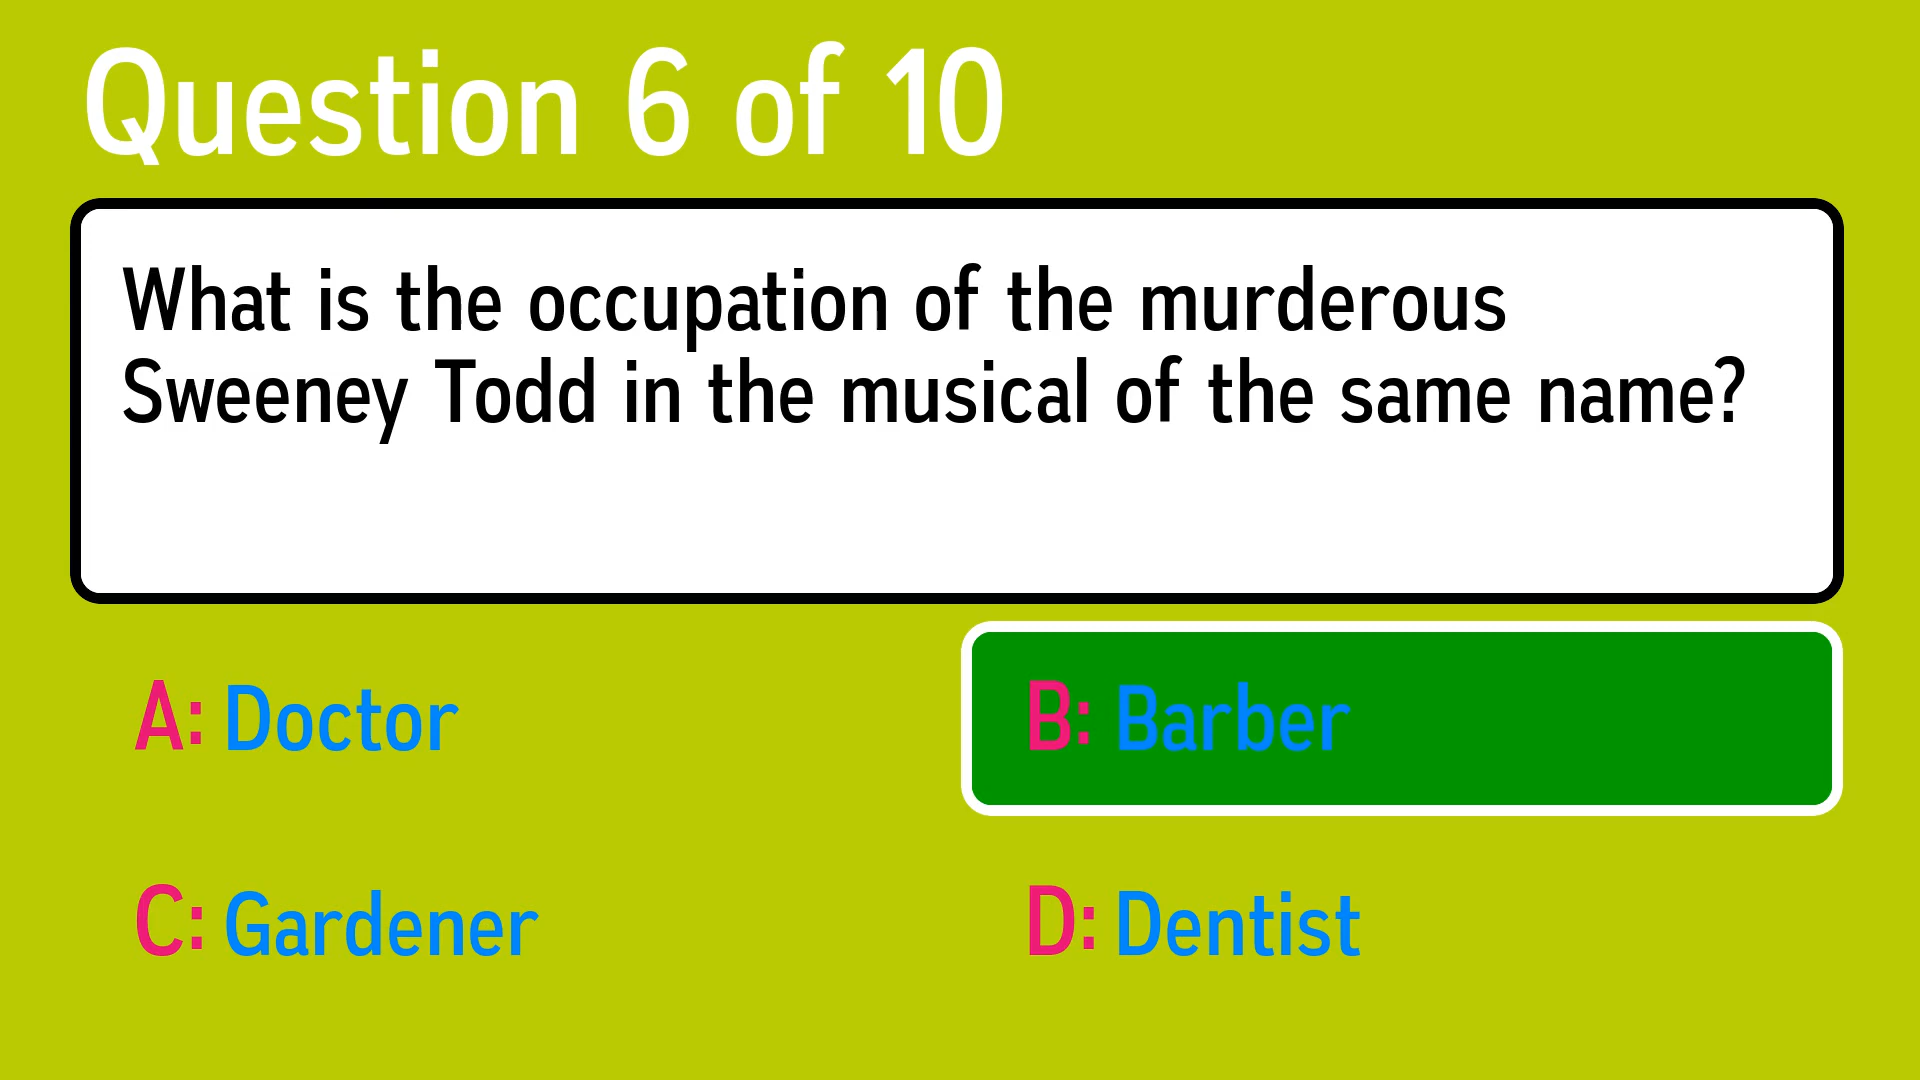 Question 6 of 10
What is the occupation of the murderous
Sweeney Todd in the musical of the same name?
A: Doctor
B: Barber
C: Gardener
D: Dentist